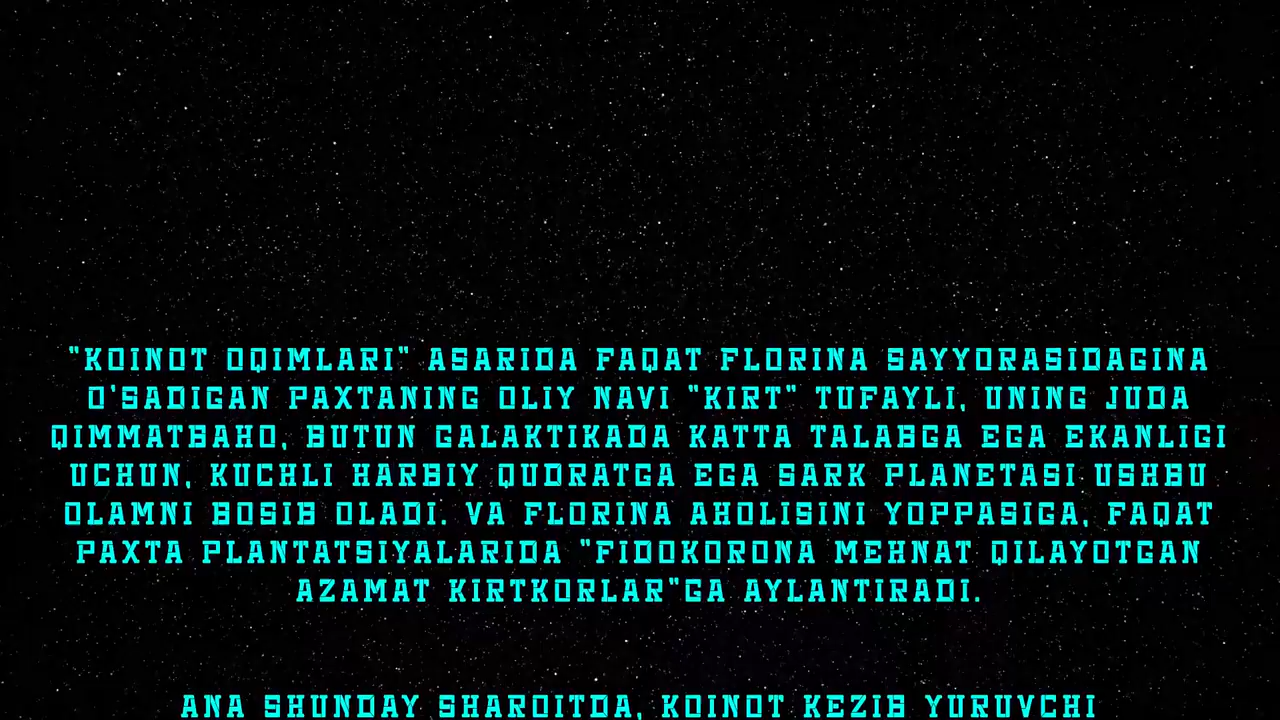 "KOINOT OQIMLARI" ASARIDA FAQAT FLORINA SAYYORASIDAGINA
O'SADIGAN PAXTANING OLIY NAVI "KIRT" TUFAYLI, UNING JUDA
QIMMATBAHO, BUTUN GALAKTIKADA KATTA TALABGA EGA EKANLIGI
UCHUN, KUCHLI HARBIY QUDRATGA EGA SARK PLANETASI USHBU
OLAMNI BOSIB OLADI. VA FLORINA AHOLISINI YOPPASIGA, FAQAT
PAXTA PLANTATSIYALARIDA "FIDOKORONA MEHNAT QILAYOTGAN
AZAMAT KIRTKORLAR"GA AYLANTIRADI.
ANA SHUNDAY SHAROITDA, KOINOT KEZIB YURUVCHI